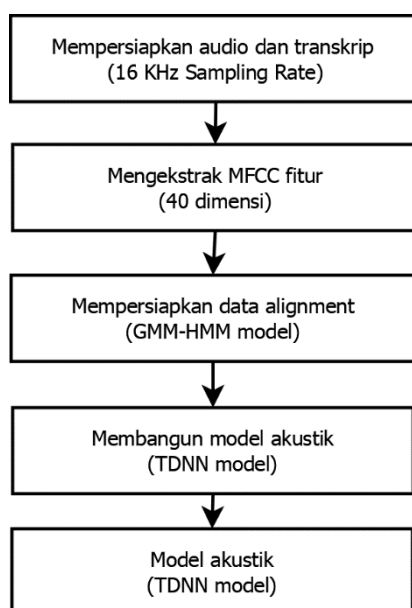 Mempersiapkan audio dan transkrip
(16 KHz Sampling Rate)
Mengekstrak MFCC fitur
(40 dimensi)
Mempersiapkan data alignment
(GMM-HMM model)
Membangun model akustik
(TDNN model)
Model akustik
(TDNN model)